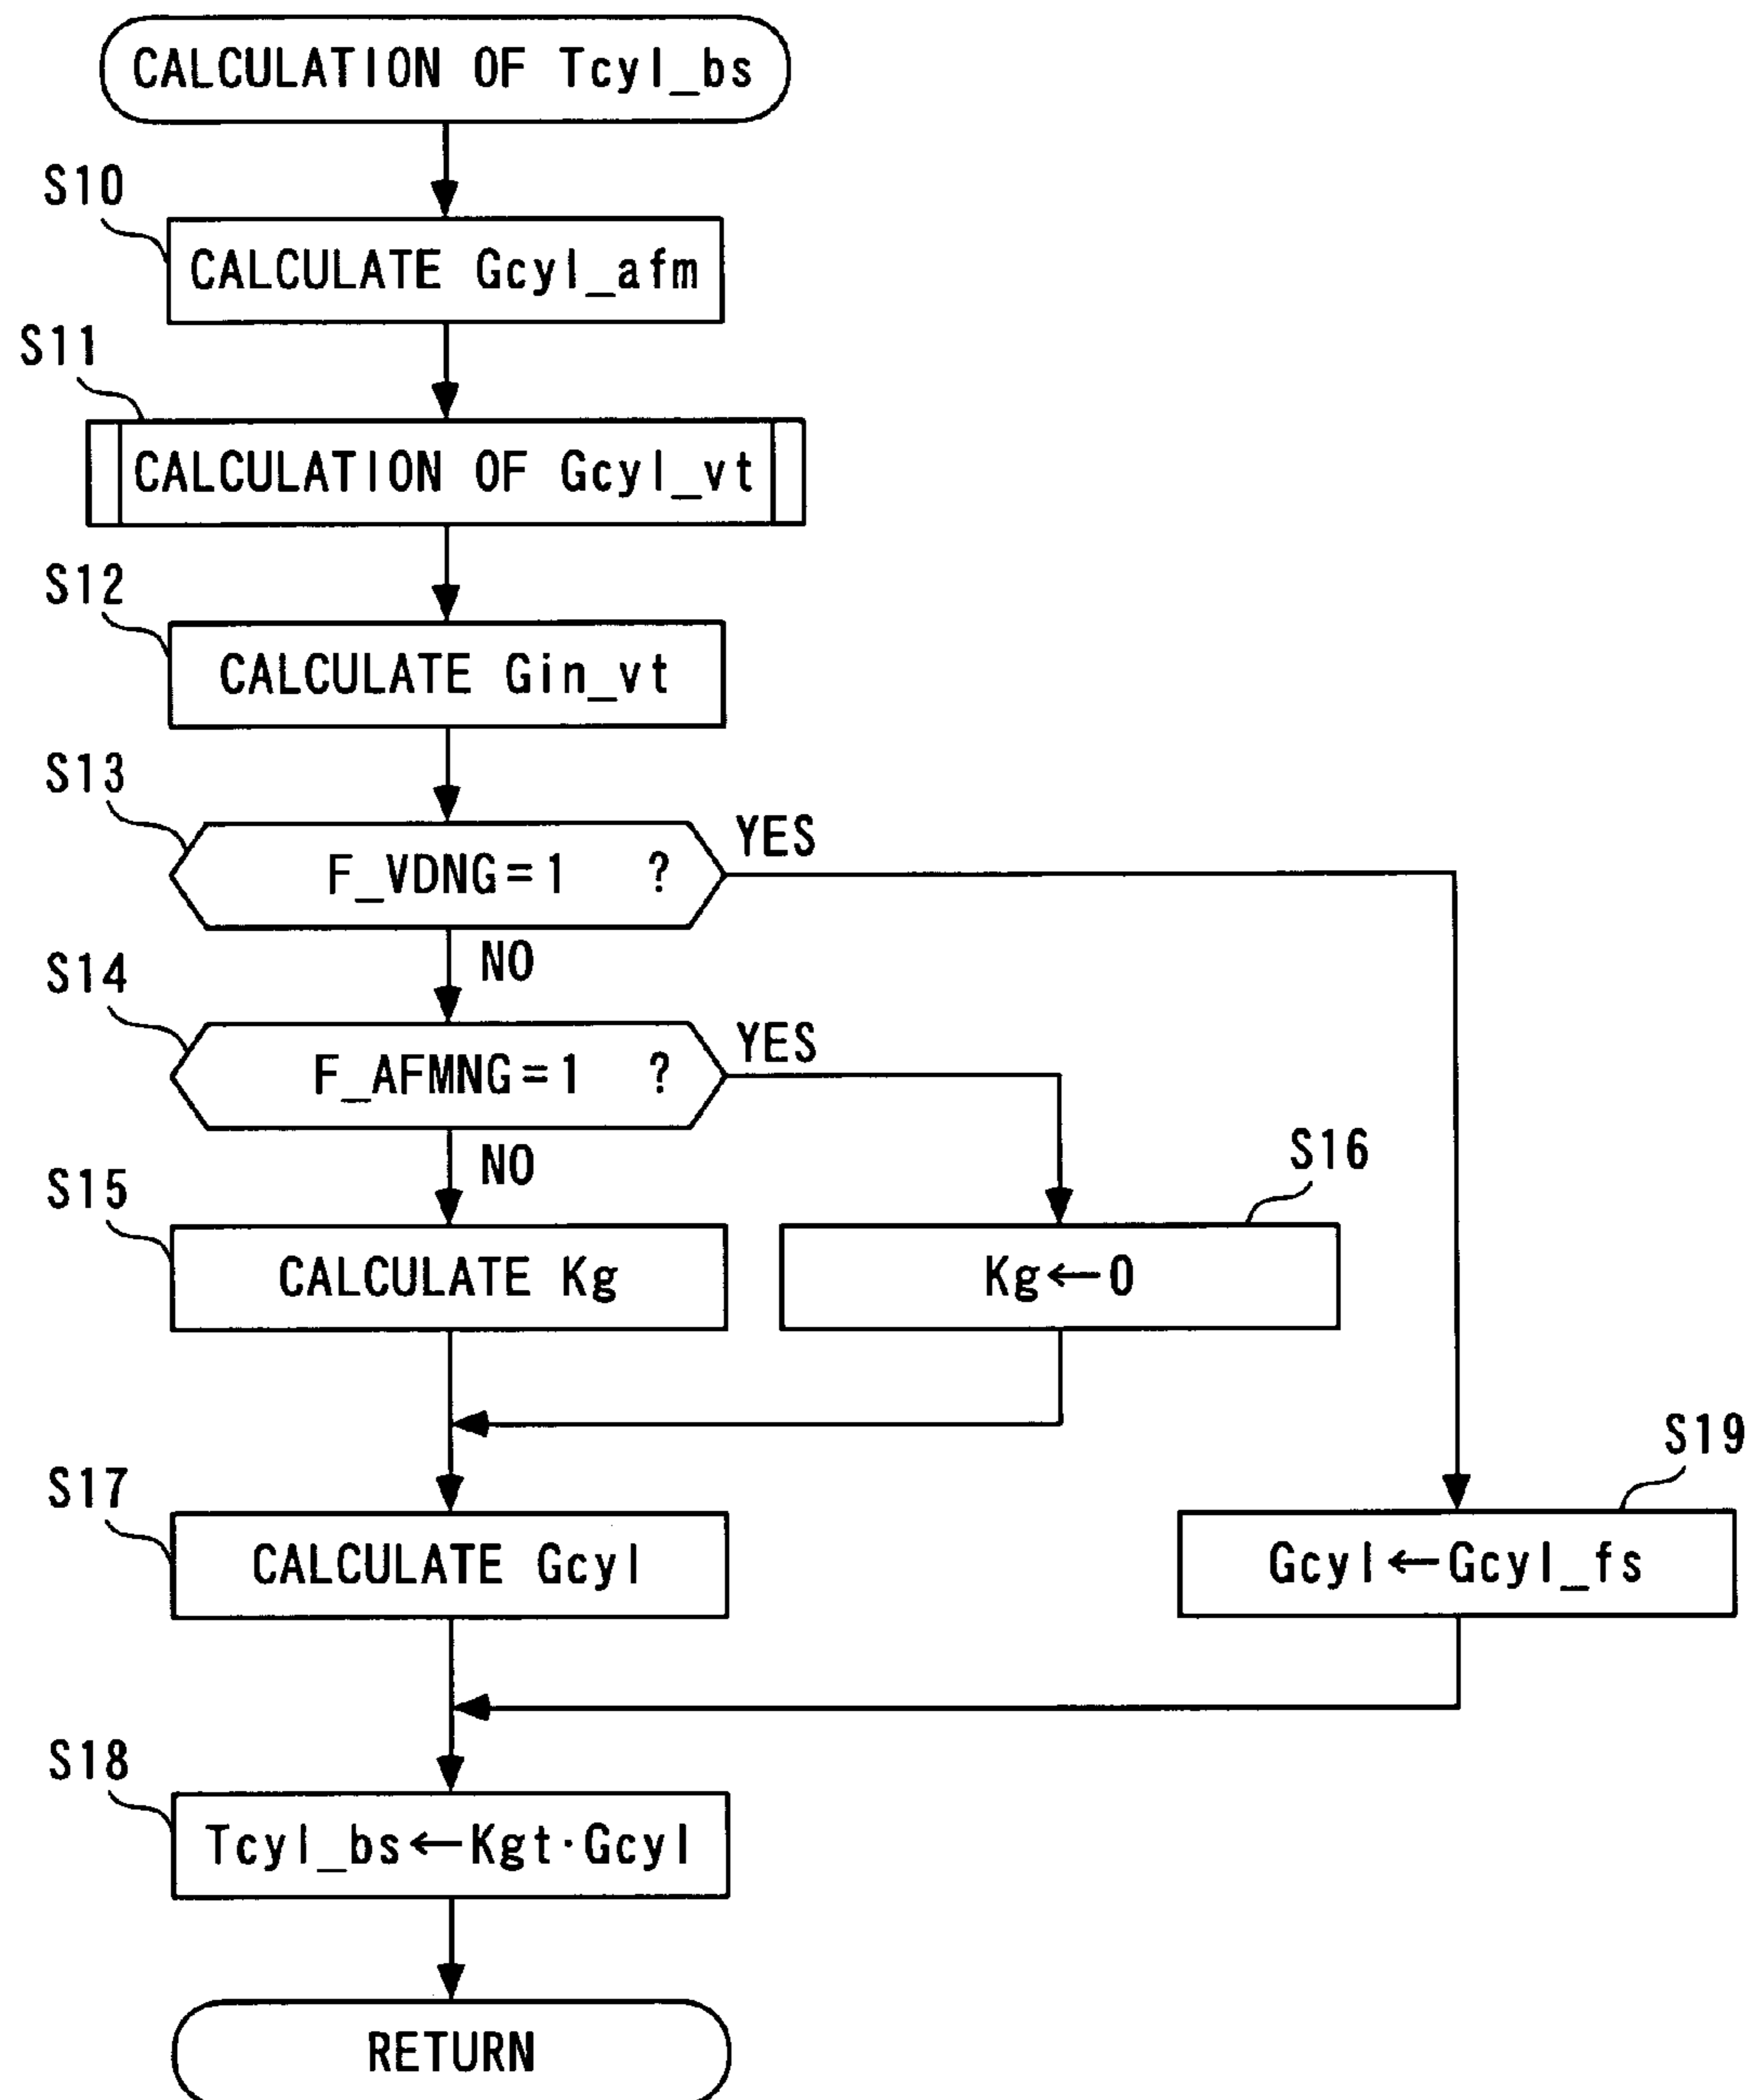 CALCULATION OF Tcyl_bs
S10
CALCULATE Gcyl_afm
S11
CALCULATION OF Gcyl_vt
S12
CALCULATE Gin_vt
S13
F_VDNG=1 ?
YES
NO
S14
F_AFMNG=1 ?
YES
NO
S15
CALCULATE Kg
S16
Kg←0
S17
CALCULATE Gcyl
S19
Gcyl←Gcyl_fs
S18
Tcyl_bs←Kgt·Gcyl
RETURN